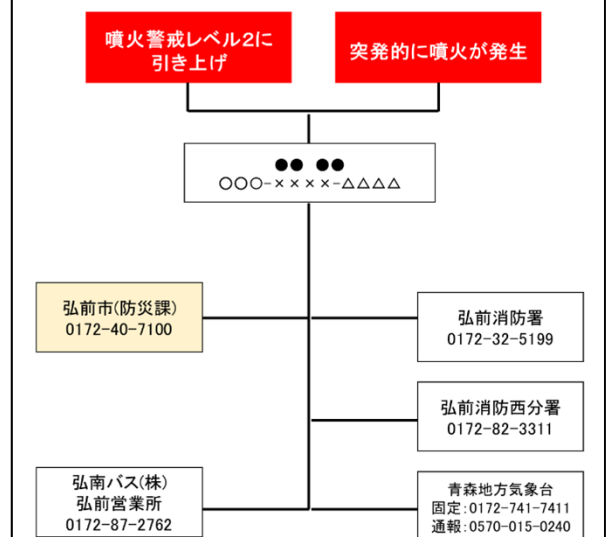 噴火警戒レベル2に
引き上げ
突発的に噴火が発生
●● ●●
○○○-××××-△△△△
弘前市(防災課)
0172-40-7100
弘前消防署
0172-32-5199
弘前消防西分署
0172-82-3311
弘南バス(株)
弘前営業所
0172-87-2762
青森地方気象台
固定:0172-741-7411
通報:0570-015-0240